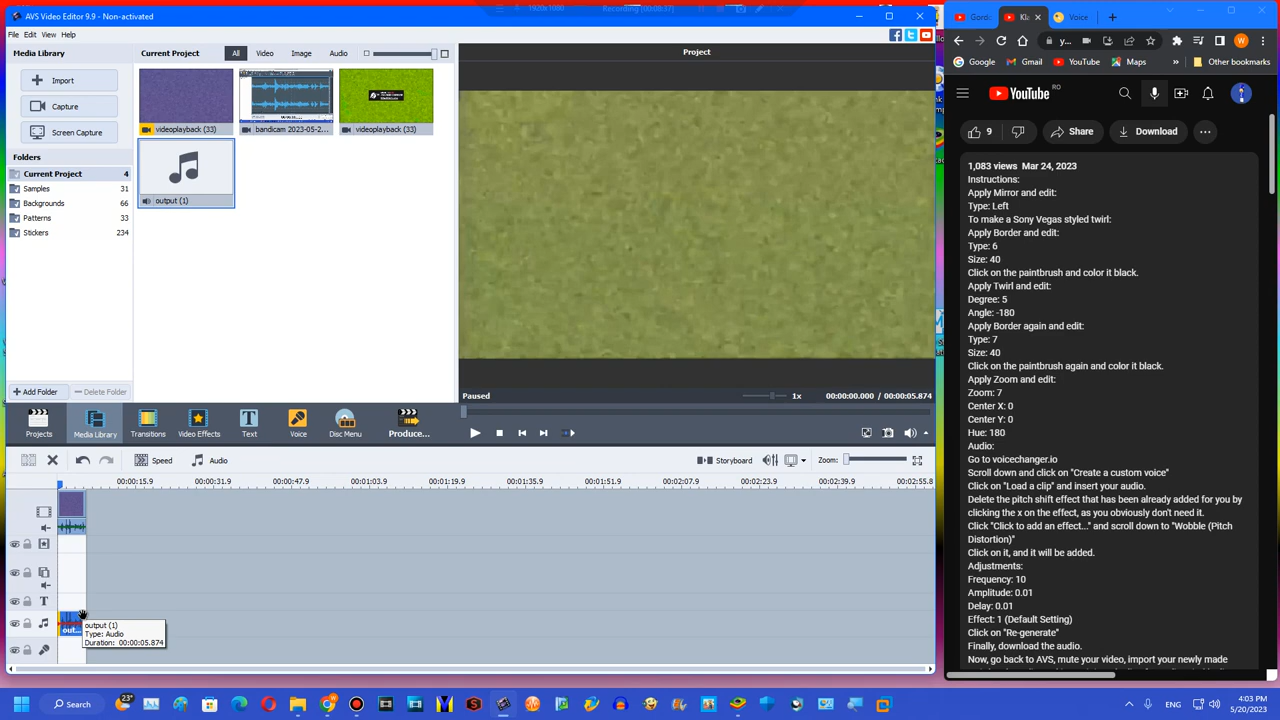 AVS Video Editor 9.9 - Non-activated
1920x1080
Recording [00:08:37]
File Edit View Help
Media Library
Current Project
All
Video
Image
Audio
Project
Import
Capture
Screen Capture
Folders
Current Project 4
Samples 31
Backgrounds 66
Patterns 33
Stickers 234
videoplayback (33)
bandicam 2023-05-2...
videoplayback (33)
output (1)
Add Folder
Delete Folder
Paused
1x
00:00:00.000 / 00:00:05.874
Projects
Media Library
Transitions
Video Effects
Text
Voice
Disc Menu
Produce...
Speed
Audio
Storyboard
Zoom:
00:00:15.9 00:00:31.9 00:00:47.9 00:01:03.9 00:01:19.9 00:01:35.9 00:01:51.9 00:02:07.9 00:02:23.9 00:02:39.9 00:02:55.8
out...
output (1)
Type: Audio
Duration: 00:00:05.874
Gord
Kl
Voice
y...
Google
Gmail
YouTube
Maps
Other bookmarks
YouTube RO
9
Share
Download
1,083 views Mar 24, 2023
Instructions:
Apply Mirror and edit:
Type: Left
To make a Sony Vegas styled twirl:
Apply Border and edit:
Type: 6
Size: 40
Click on the paintbrush and color it black.
Apply Twirl and edit:
Degree: 5
Angle: -180
Apply Border again and edit:
Type: 7
Size: 40
Click on the paintbrush again and color it black.
Apply Zoom and edit:
Zoom: 7
Center X: 0
Center Y: 0
Hue: 180
Audio:
Go to voicechanger.io
Scroll down and click on "Create a custom voice"
Click on "Load a clip" and insert your audio.
Delete the pitch shift effect that has been already added for you by
clicking the x on the effect, as you obviously don't need it.
Click "Click to add an effect..." and scroll down to "Wobble (Pitch
Distortion)"
Click on it, and it will be added.
Adjustments:
Frequency: 10
Amplitude: 0.01
Delay: 0.01
Effect: 1 (Default Setting)
Click on "Re-generate"
Finally, download the audio.
Now, go back to AVS, mute your video, import your newly made
23°
Search
ENG
4:03 PM
5/20/2023